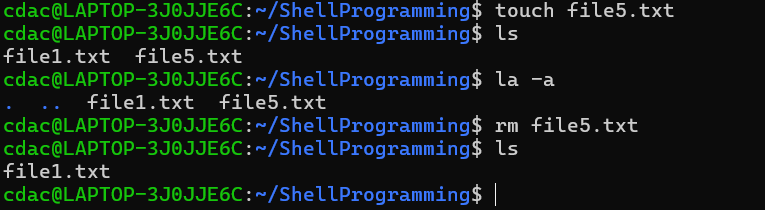 cdac@LAPTOP-3J0JJE6C:~/ShellProgramming$ touch file5.txt
cdac@LAPTOP-3J0JJE6C:~/ShellProgramming$ ls
file1.txt  file5.txt
cdac@LAPTOP-3J0JJE6C:~/ShellProgramming$ la -a
.  ..  file1.txt  file5.txt
cdac@LAPTOP-3J0JJE6C:~/ShellProgramming$ rm file5.txt
cdac@LAPTOP-3J0JJE6C:~/ShellProgramming$ ls
file1.txt
cdac@LAPTOP-3J0JJE6C:~/ShellProgramming$